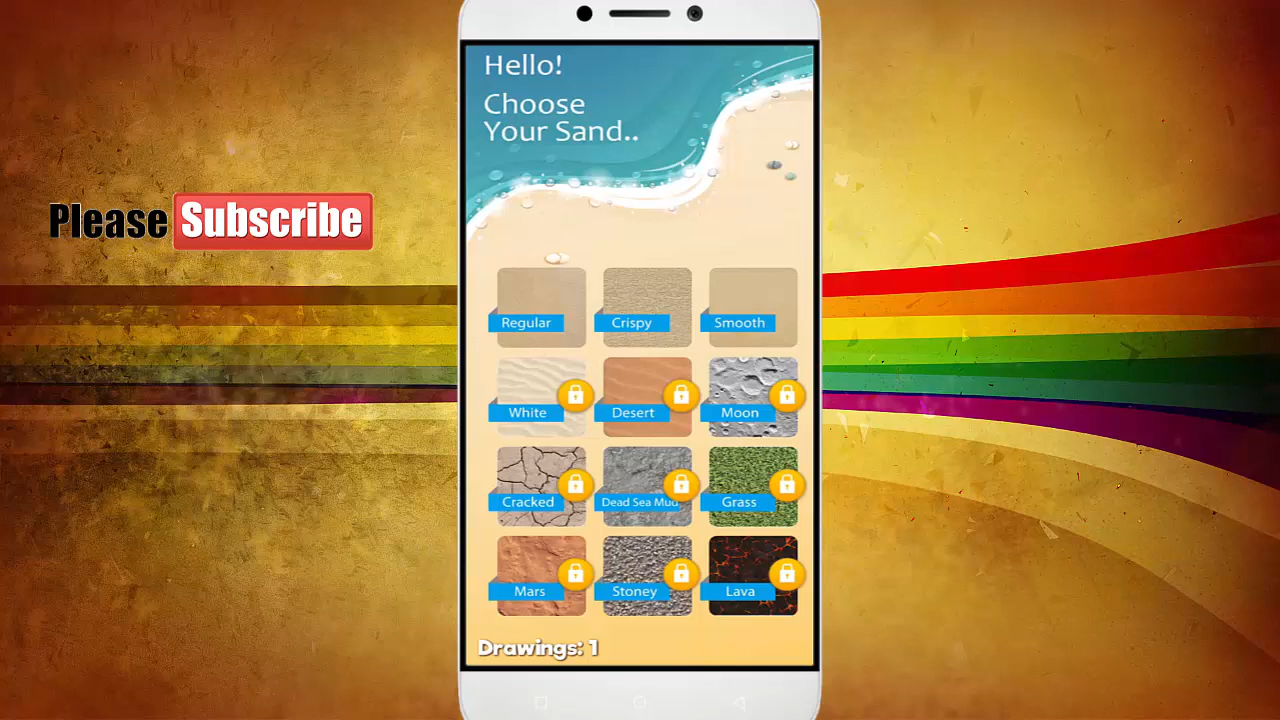 Hello!
Choose
Your Sand..
Please Subscribe
Regular Crispy Smooth
White Desert Moon
Cracked Dead Sea Mud Grass
Mars Stoney Lava
Drawings: 1